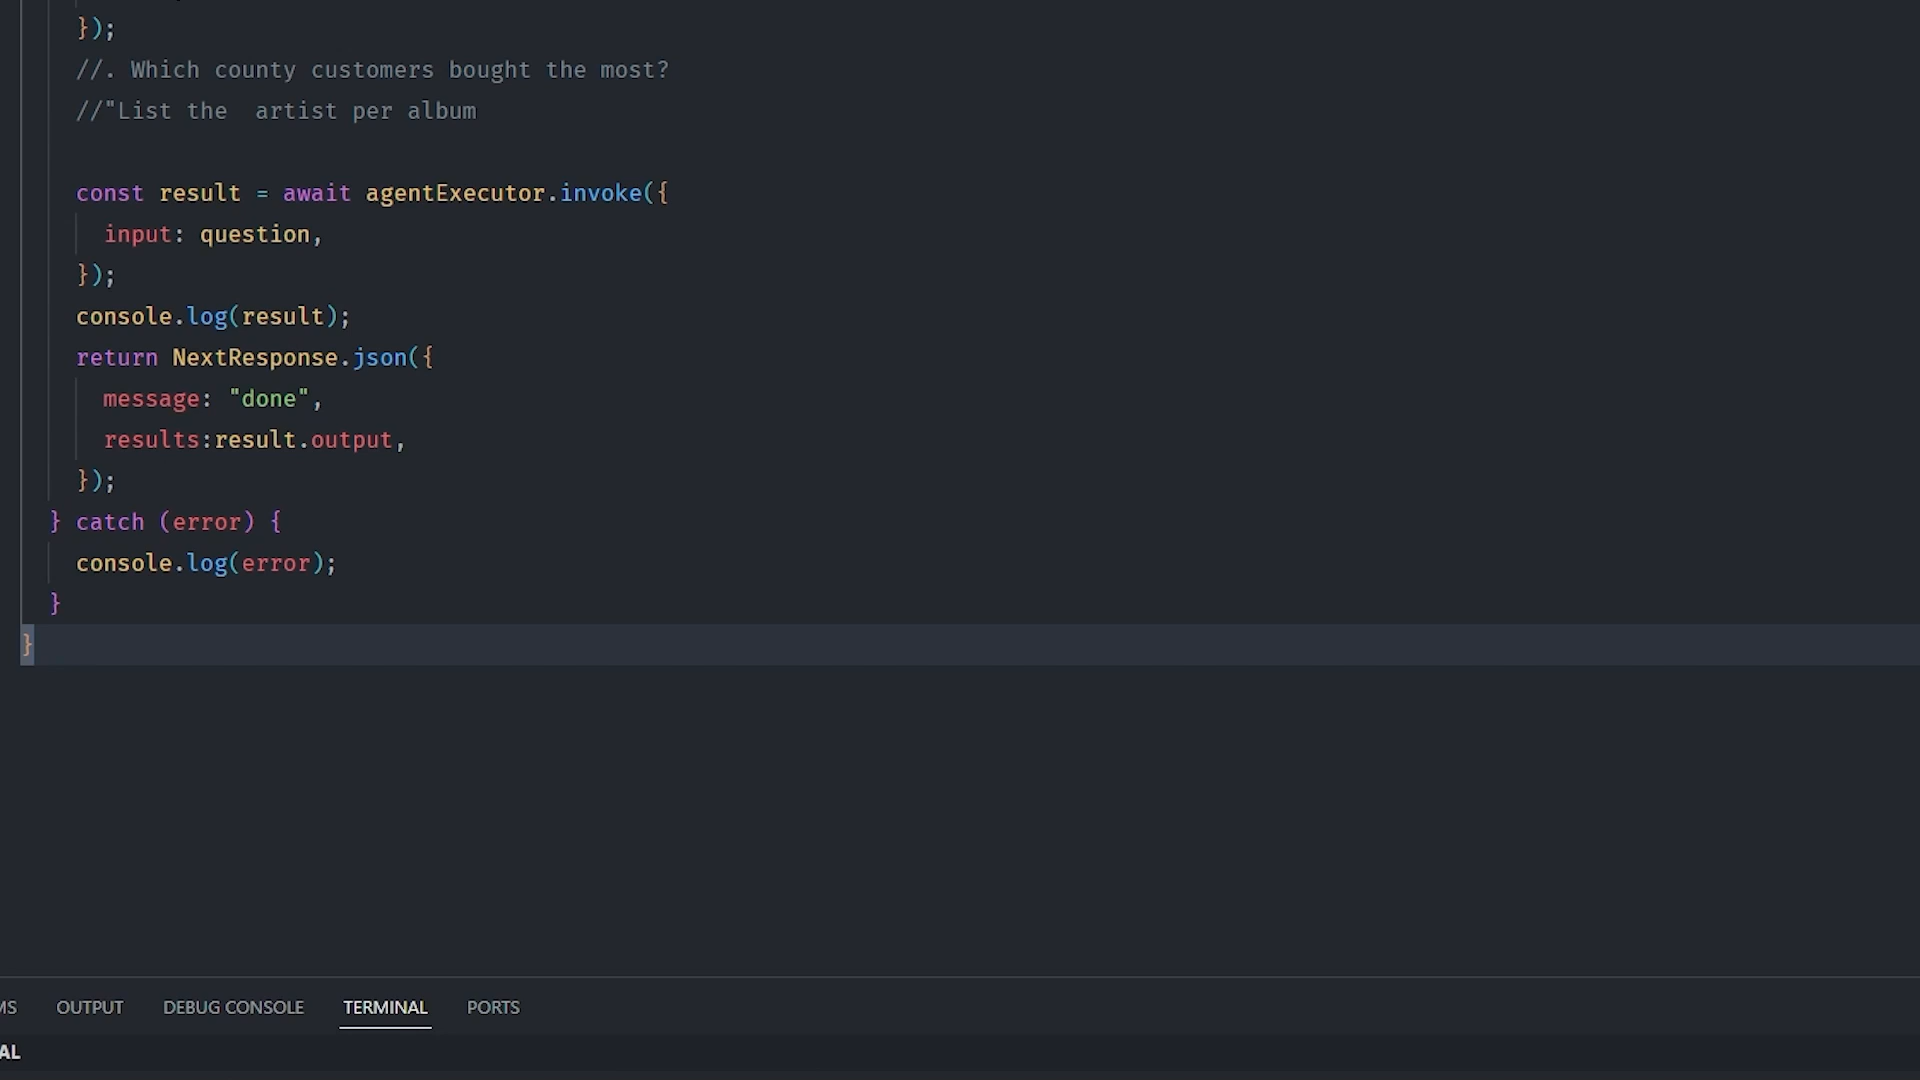 });
//. Which county customers bought the most?
//"List the  artist per album
const result = await agentExecutor.invoke({
input: question,
});
console.log(result);
return NextResponse.json({
message: "done",
results:result.output,
});
} catch (error) {
console.log(error);
}
}
MS OUTPUT DEBUG CONSOLE TERMINAL PORTS
AL